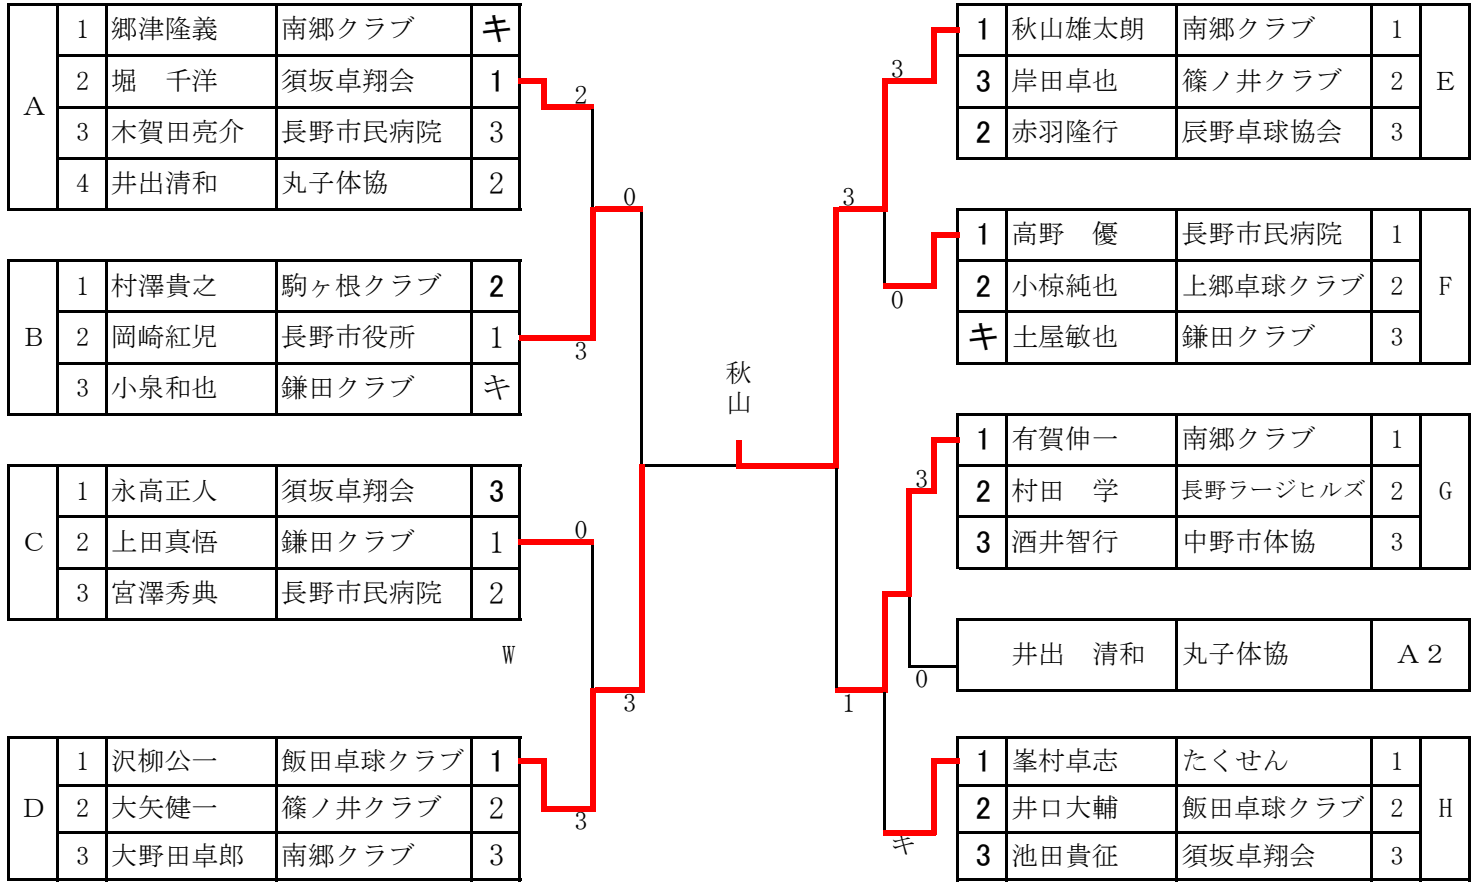 A
1 郷津隆義 南郷クラブ キ
2 堀　千洋 須坂卓翔会 1
3 木賀田亮介 長野市民病院 3
4 井出清和 丸子体協 2
B
1 村澤貴之 駒ヶ根クラブ 2
2 岡崎紅児 長野市役所 1
3 小泉和也 鎌田クラブ キ
C
1 永高正人 須坂卓翔会 3
2 上田真悟 鎌田クラブ 1
3 宮澤秀典 長野市民病院 2
W
D
1 沢柳公一 飯田卓球クラブ 1
2 大矢健一 篠ノ井クラブ 2
3 大野田卓郎 南郷クラブ 3
2
0
3
0
3
3
秋山
3
3
0
3
0
1
キ
1 秋山雄太朗 南郷クラブ 1
3 岸田卓也 篠ノ井クラブ 2
2 赤羽隆行 辰野卓球協会 3
E
1 高野　優 長野市民病院 1
2 小椋純也 上郷卓球クラブ 2
キ 土屋敏也 鎌田クラブ 3
F
1 有賀伸一 南郷クラブ 1
2 村田　学 長野ラージヒルズ 2
3 酒井智行 中野市体協 3
G
井出　清和 丸子体協 A 2
1 峯村卓志 たくせん 1
2 井口大輔 飯田卓球クラブ 2
3 池田貴征 須坂卓翔会 3
H